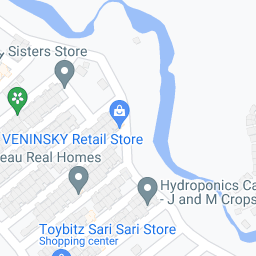 Sisters Store
VENINSKY Retail Store
eau Real Homes
Hydroponics Ca
- J and M Crops
Toybitz Sari Sari Store
Shopping center